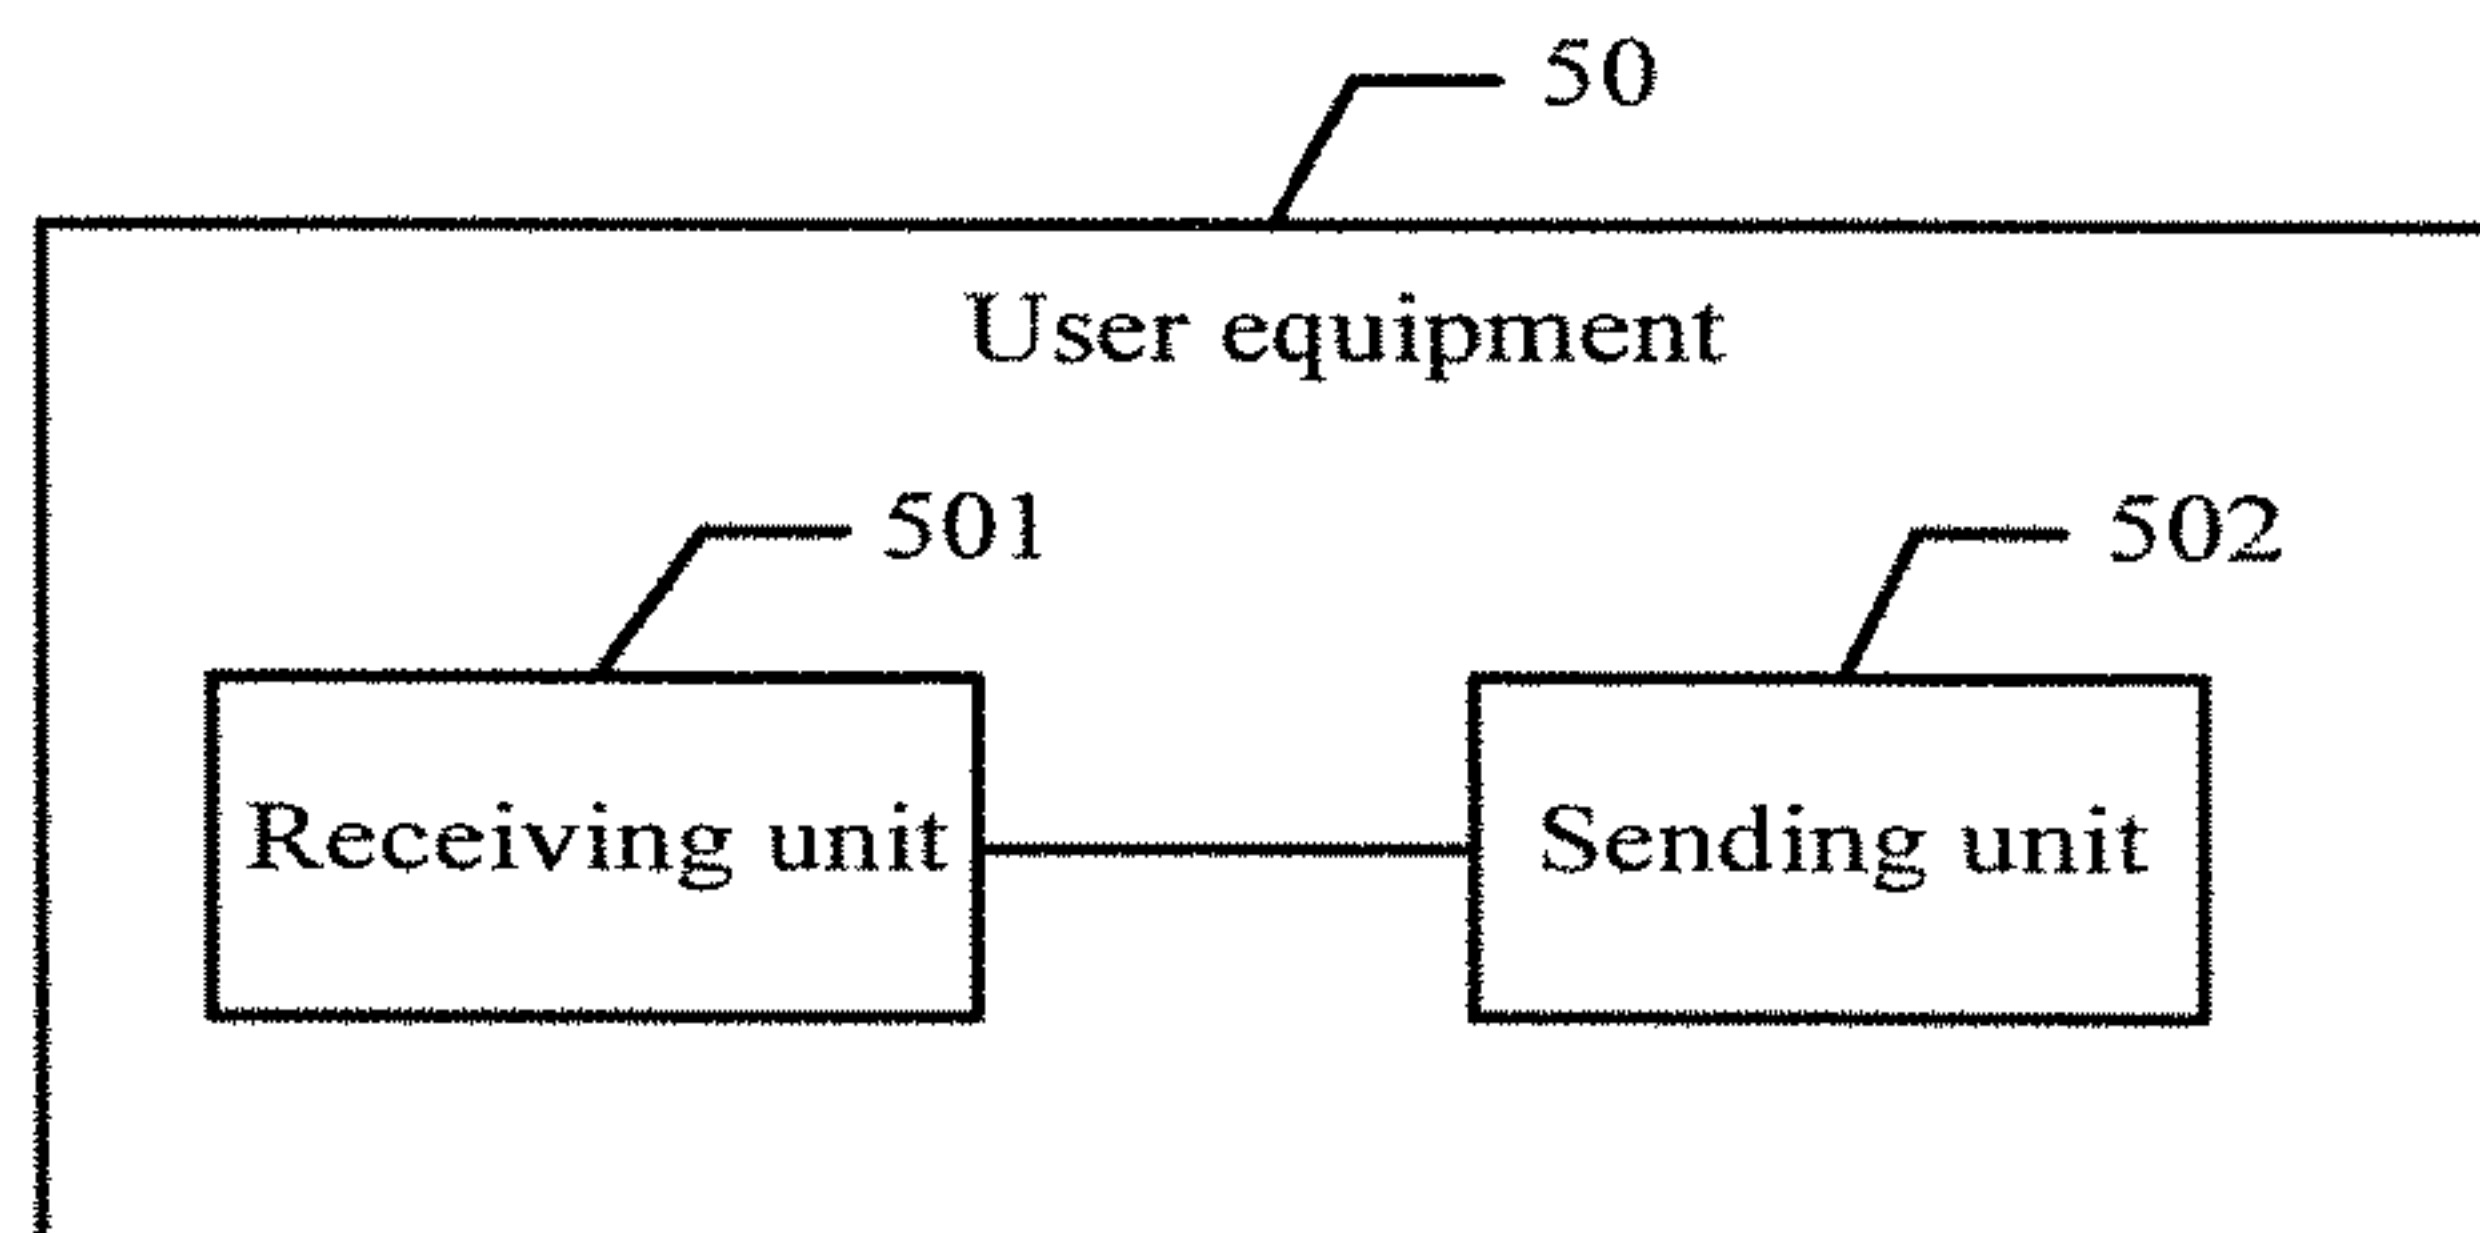 50
User equipment
501
502
Receiving unit
Sending unit